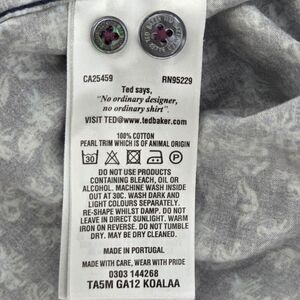 CA25459 RN95229
Ted says,
"No ordinary designer,
no ordinary shirt".
VISIT TED@www.tedbaker.com
100% COTTON
PEARL TRIM WHICH IS OF ANIMAL ORIGIN
30 P
DO NOT USE PRODUCTS
CONTAINING BLEACH, OIL OR
ALCOHOL. MACHINE WASH INSIDE
OUT AT 30C. WASH DARK AND
LIGHT COLOURS SEPARATELY.
RE-SHAPE WHILST DAMP. DO NOT
LEAVE IN DIRECT SUNLIGHT. WARM
IRON ON REVERSE. DO NOT TUMBLE
DRY. MAY BE DRY CLEANED.
MADE IN PORTUGAL
MADE WITH CARE, WEAR WITH PRIDE
0303 144268
TA5M GA12 KOALAA